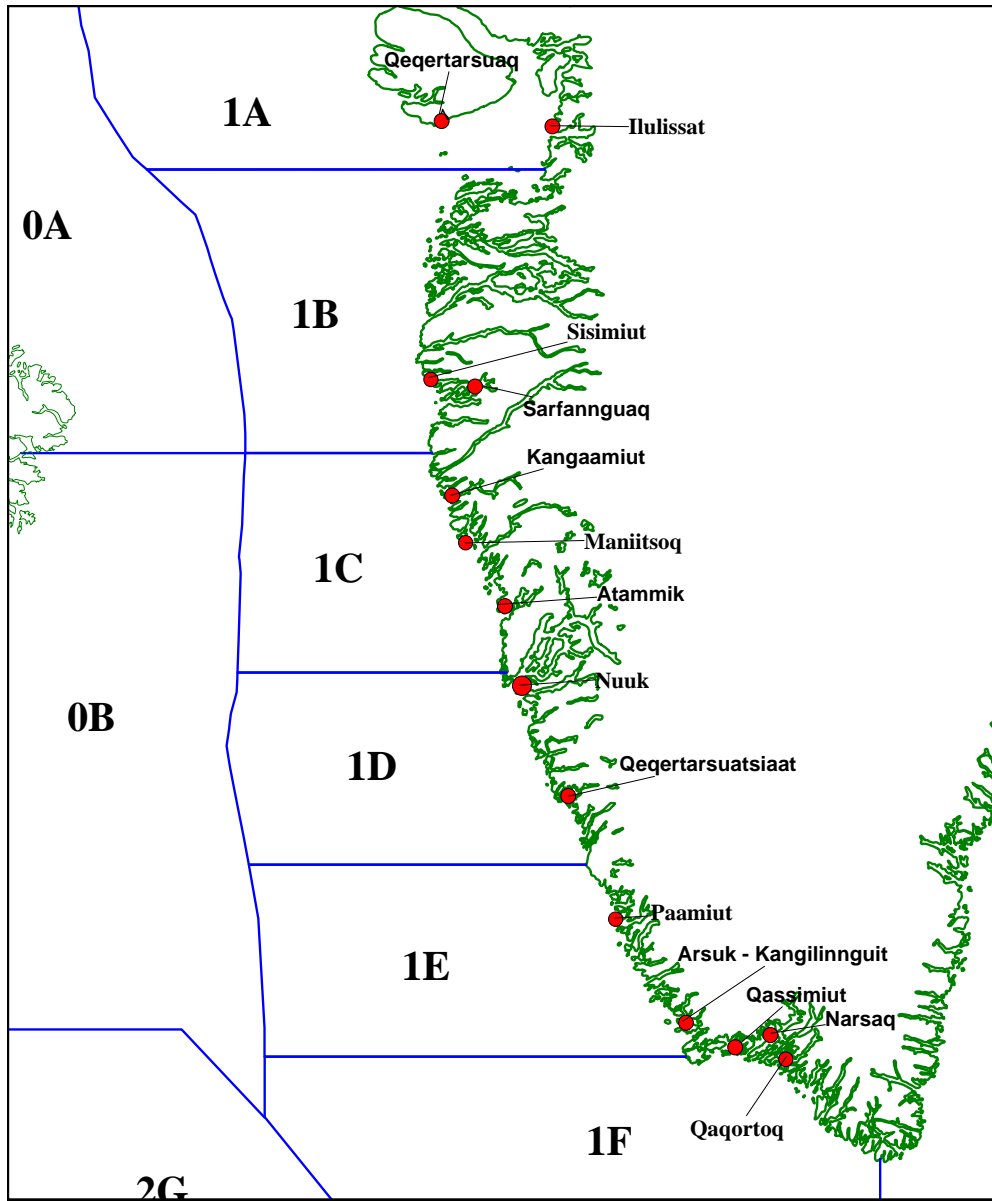 Qeqertarsuaq
1A
Ilulissat
0A
1B
Sisimiut
Sarfannguaq
Kangaamiut
Maniitsoq
1C
Atammik
Nuuk
0B
1D
Qeqertarsuatsiaat
Paamiut
1E
Arsuk - Kangilinnguit
Qassimiut
Narsaq
Qaqortoq
1F
2G